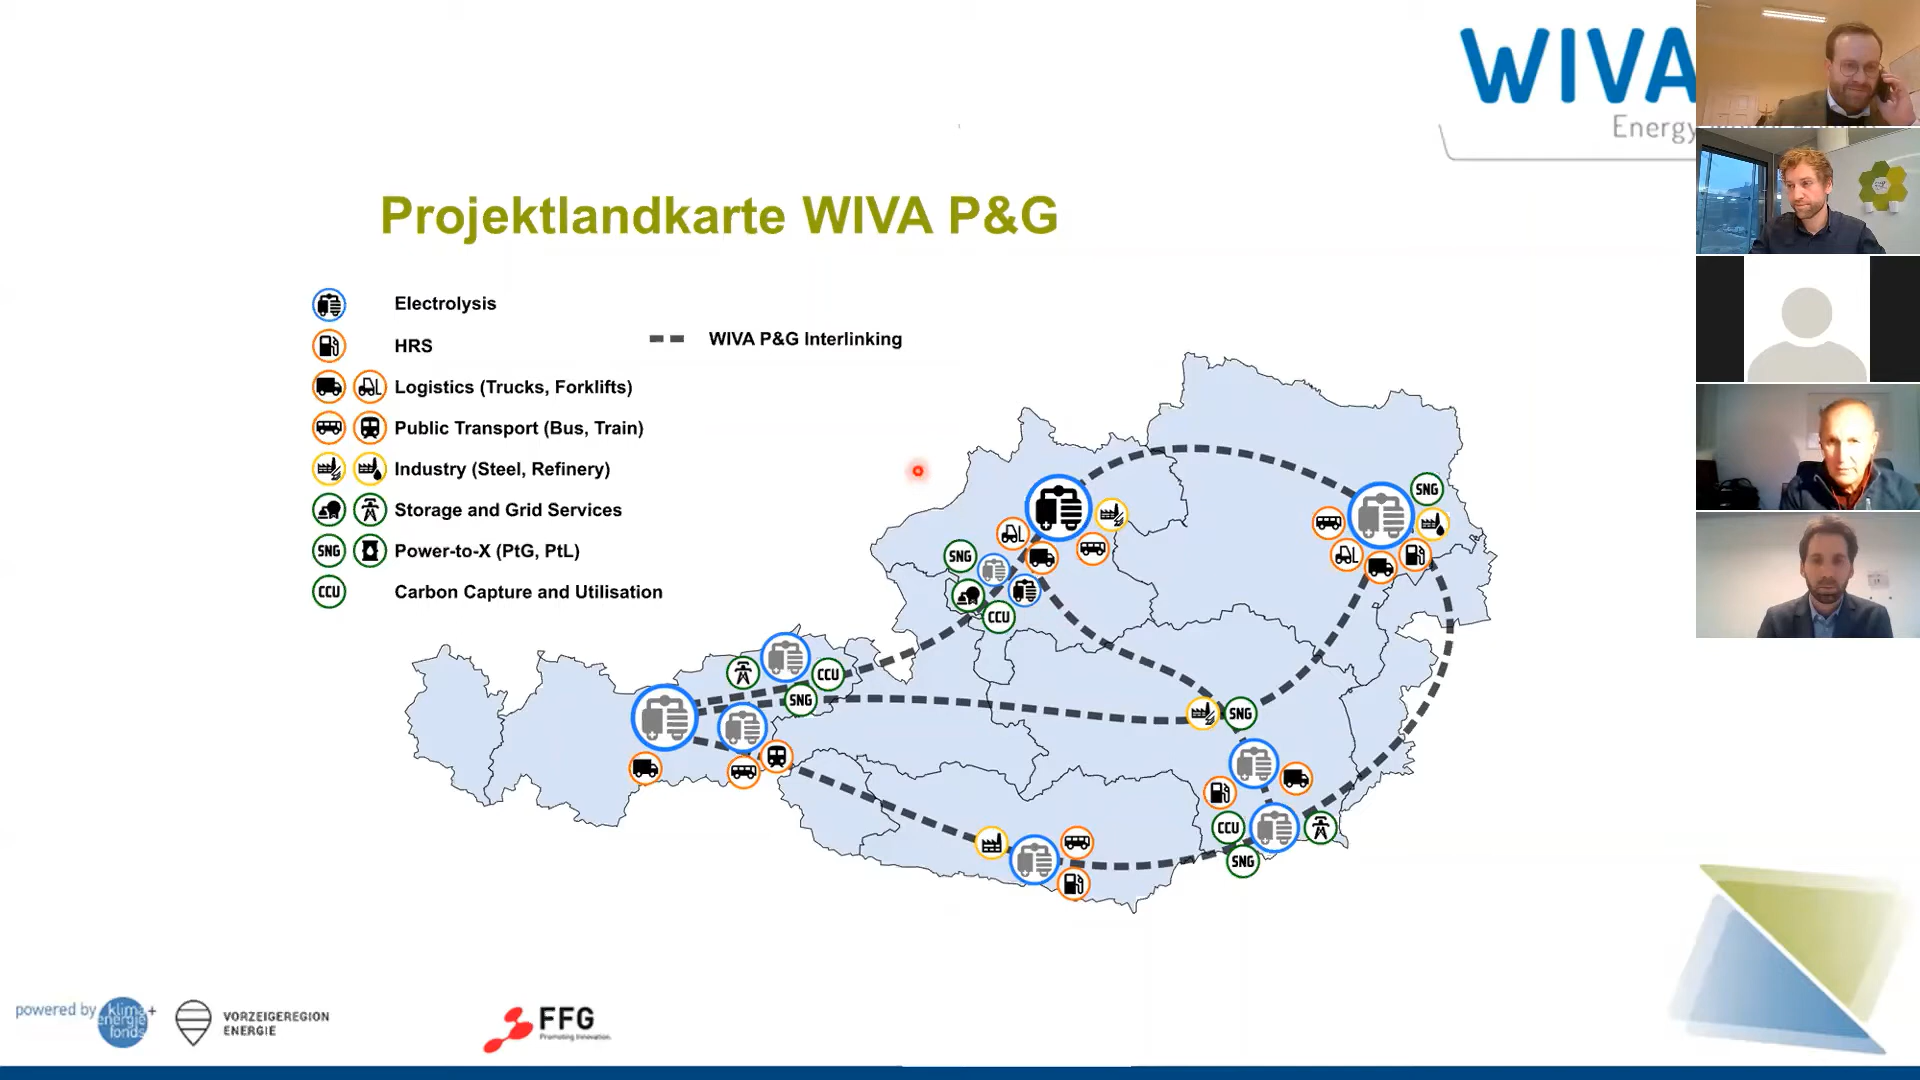 WIVA
Energy
Projektlandkarte WIVA P&G
Electrolysis
HRS
WIVA P&G Interlinking
Logistics (Trucks, Forklifts)
Public Transport (Bus, Train)
Industry (Steel, Refinery)
Storage and Grid Services
SNG
Power-to-X (PtG, PtL)
CCU
Carbon Capture and Utilisation
SNG
SNG
CCU
CCU
SNG
SNG
CCU
SNG
powered by
klima+
energie
fonds
VORZEIGEREGION
ENERGIE
FFG
Promoting Innovation.